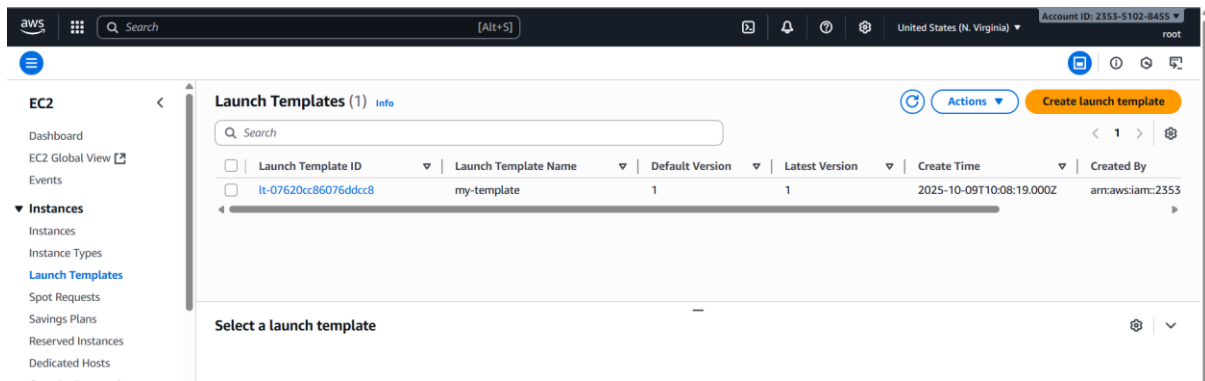 aws
Search [Alt+S]
United States (N. Virginia) ▼
Account ID: 2353-5102-8455 ▼
root
EC2
Dashboard
EC2 Global View
Events
▼ Instances
Instances
Instance Types
Launch Templates
Spot Requests
Savings Plans
Reserved Instances
Dedicated Hosts
Launch Templates (1) Info
Actions ▼
Create launch template
Search
< 1 >
Launch Template ID Launch Template Name Default Version Latest Version Create Time Created By
lt-07620cc86076ddcc8 my-template 1 1 2025-10-09T10:08:19.000Z arn:aws:iam::2353
Select a launch template